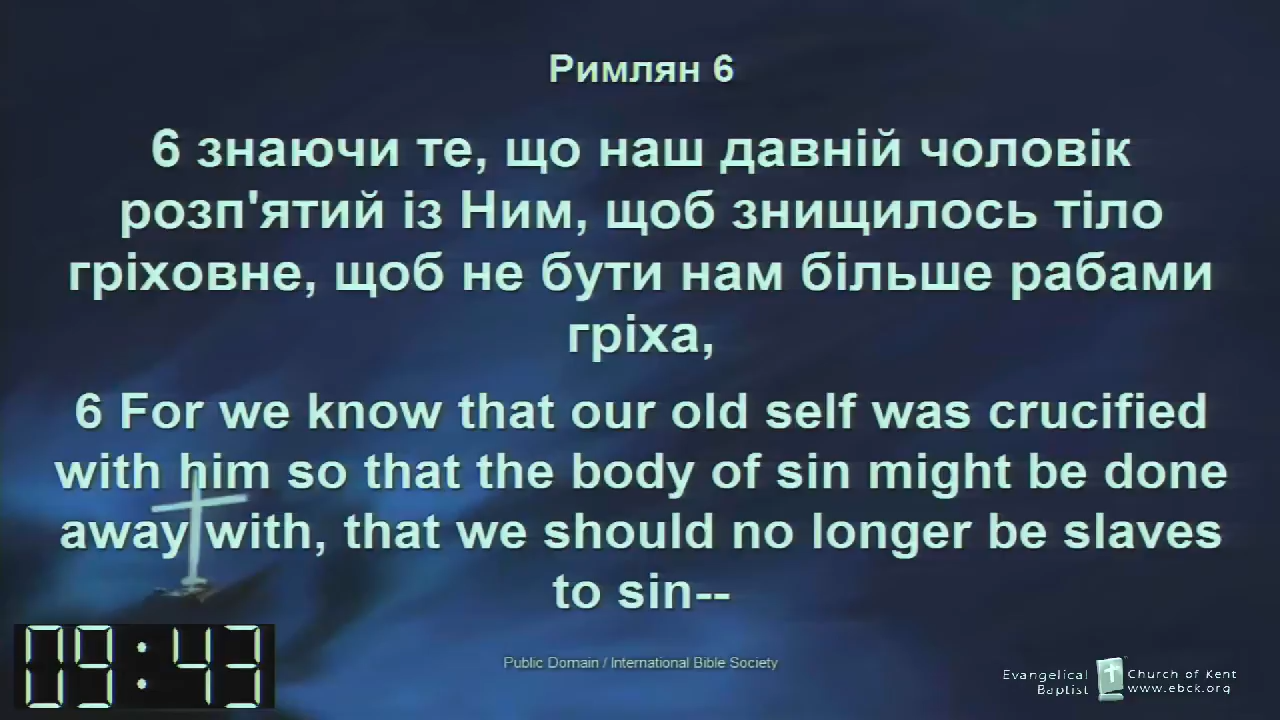 Римлян 6
6 знаючи те, що наш давній чоловік
розп'ятий із Ним, щоб знищилось тіло
гріховне, щоб не бути нам більше рабами
гріха,
6 For we know that our old self was crucified
with him so that the body of sin might be done
away with, that we should no longer be slaves
to sin--
Public Domain / International Bible Society
09:43
Evangelical Church of Kent
Baptist www.ebck.org